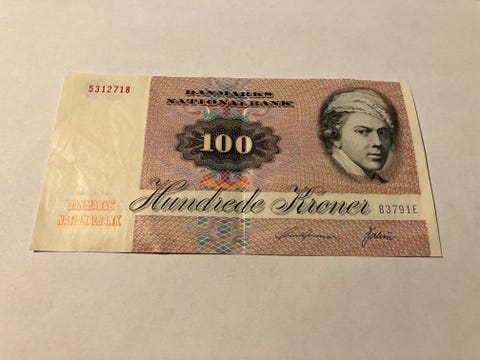 5312718
DANMARKS
NATIONALBANK
100
DANMARKS
NATIONALBANK
Hundrede Kroner
B3791E